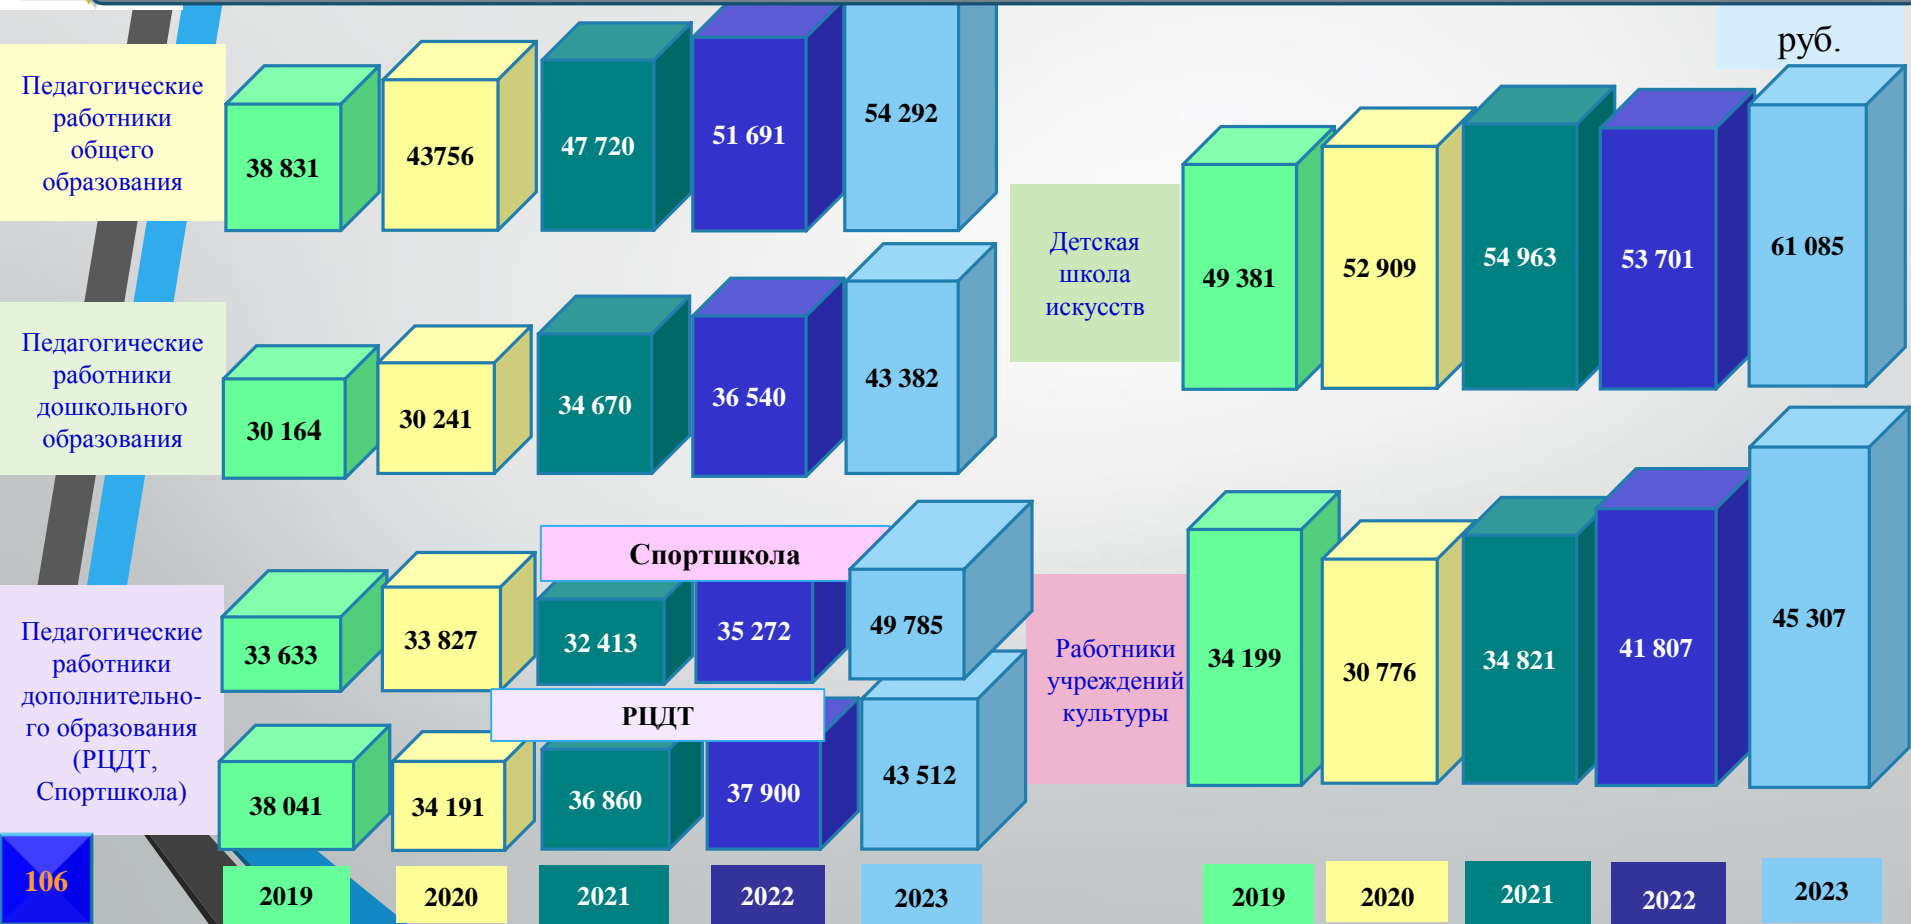 руб.
Педагогические
работники
общего
образования
38 831
43756
47 720
51 691
54 292
Педагогические
работники
дошкольного
образования
30 164
30 241
34 670
36 540
43 382
Педагогические
работники
дополнительно-
го образования
(РЦДТ,
Спортшкола)
Спортшкола
33 633
33 827
32 413
35 272
49 785
РЦДТ
38 041
34 191
36 860
37 900
43 512
2019
2020
2021
2022
2023
Детская
школа
искусств
49 381
52 909
54 963
53 701
61 085
Работники
учреждений
культуры
34 199
30 776
34 821
41 807
45 307
2019
2020
2021
2022
2023
106